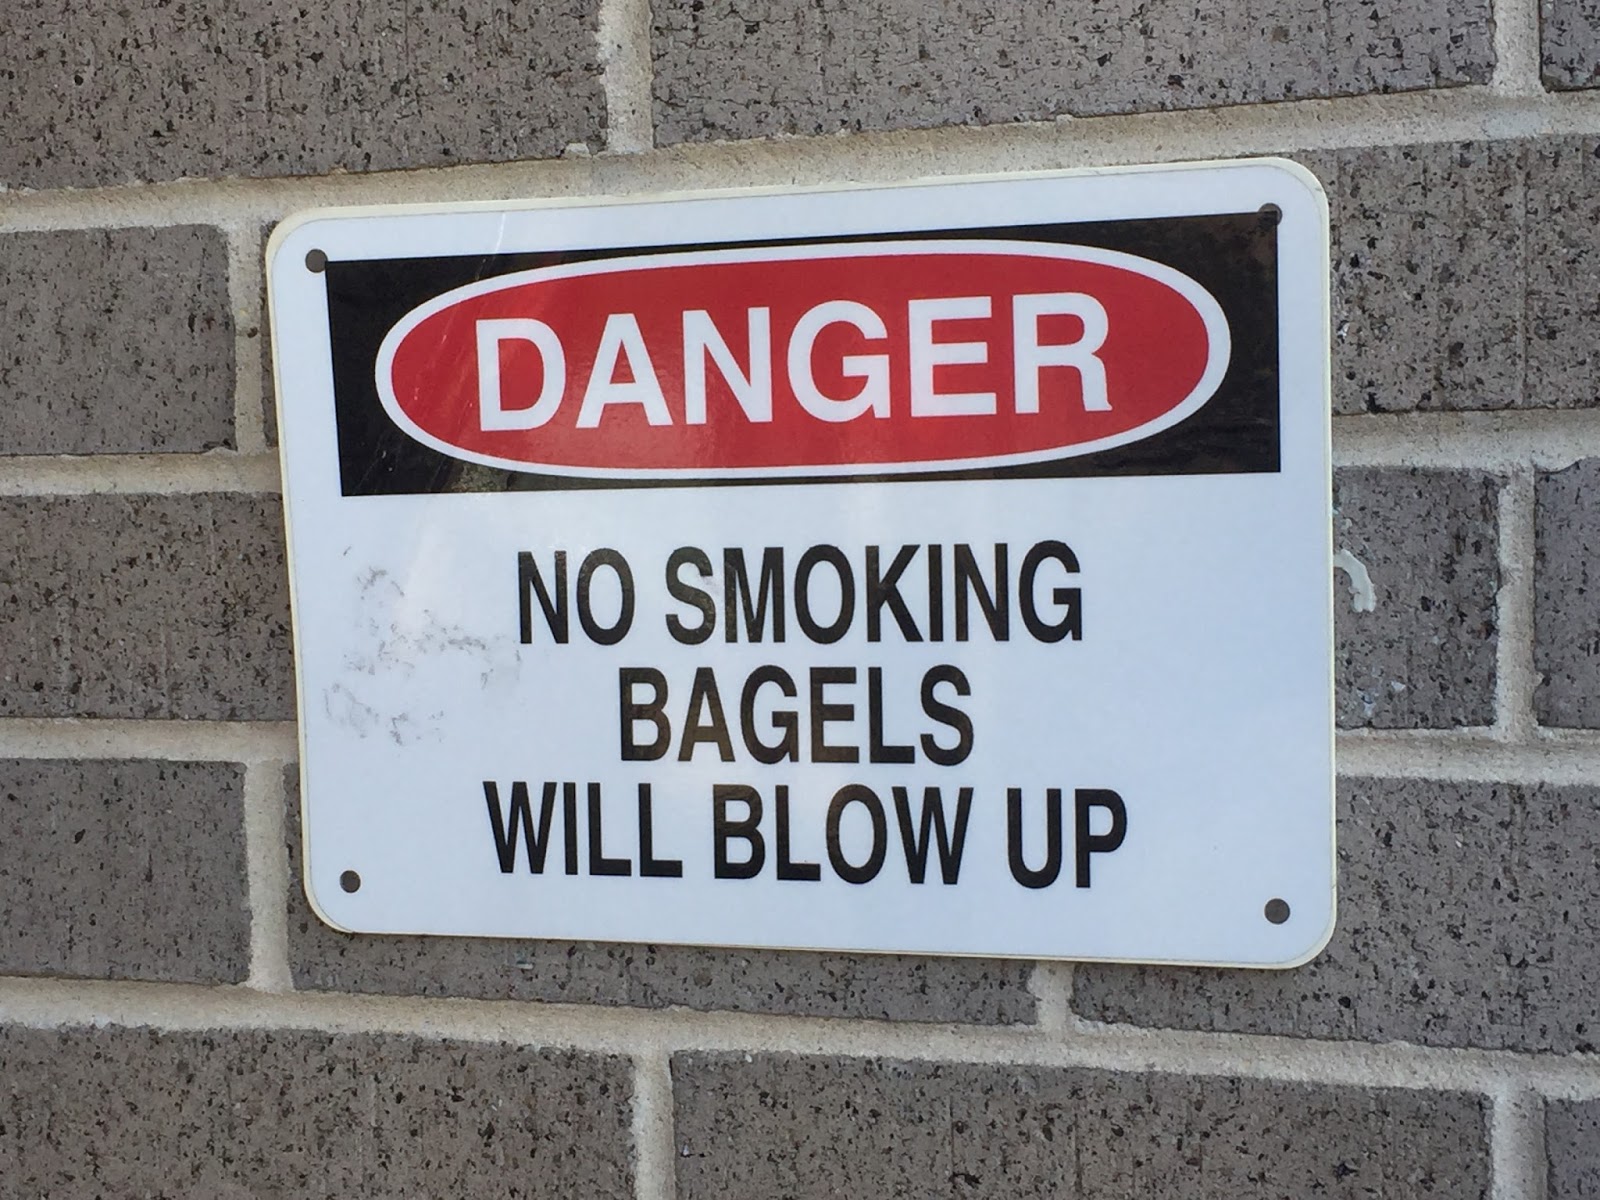 DANGER
NO SMOKING
BAGELS
WILL BLOW UP